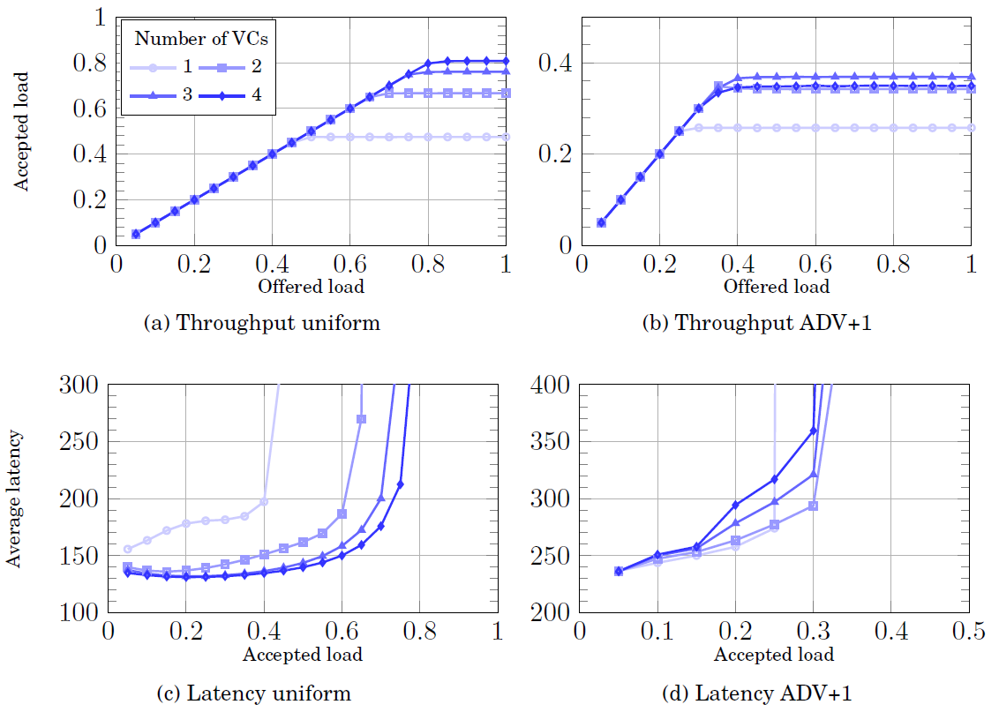 Number of VCs
1 2
3 4
1
0.8
0.6
0.4
0.2
0
0 0.2 0.4 0.6 0.8 1
Accepted load
Offered load
(a) Throughput uniform
0.4
0.2
0
0 0.2 0.4 0.6 0.8 1
Offered load
(b) Throughput ADV+1
300
250
200
150
100
0 0.2 0.4 0.6 0.8 1
Average latency
Accepted load
(c) Latency uniform
400
350
300
250
200
0 0.1 0.2 0.3 0.4 0.5
Accepted load
(d) Latency ADV+1